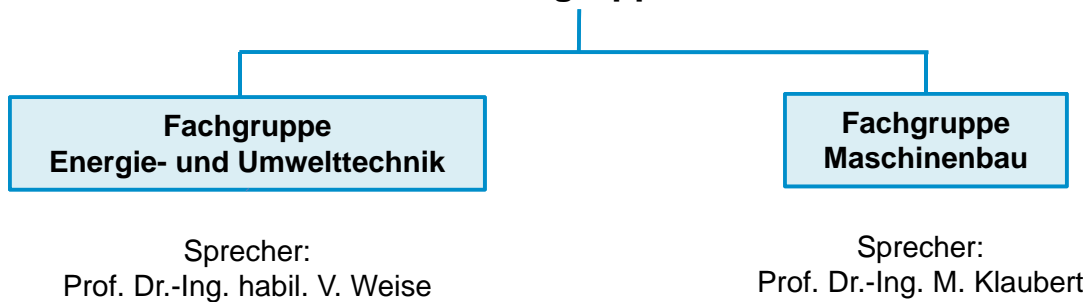 Fachgruppe
Energie- und Umwelttechnik
Sprecher:
Prof. Dr.-Ing. habil. V. Weise
Fachgruppe
Maschinenbau
Sprecher:
Prof. Dr.-Ing. M. Klaubert